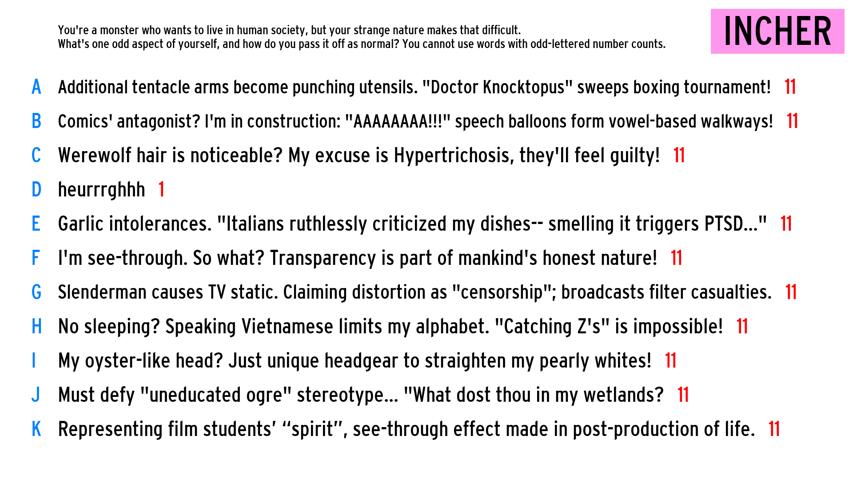 You're a monster who wants to live in human society, but your strange nature makes that difficult.
What's one odd aspect of yourself, and how do you pass it off as normal? You cannot use words with odd-lettered number counts.
INCHER
A Additional tentacle arms become punching utensils. "Doctor Knocktopus" sweeps boxing tournament! 11
B Comics' antagonist? I'm in construction: "AAAAAAAA!!!" speech balloons form vowel-based walkways! 11
C Werewolf hair is noticeable? My excuse is Hypertrichosis, they'll feel guilty! 11
D heurrrghhh 1
E Garlic intolerances. "Italians ruthlessly criticized my dishes-- smelling it triggers PTSD..." 11
F I'm see-through. So what? Transparency is part of mankind's honest nature! 11
G Slenderman causes TV static. Claiming distortion as "censorship"; broadcasts filter casualties. 11
H No sleeping? Speaking Vietnamese limits my alphabet. "Catching Z's" is impossible! 11
I My oyster-like head? Just unique headgear to straighten my pearly whites! 11
J Must defy "uneducated ogre" stereotype... "What dost thou in my wetlands? 11
K Representing film students’ “spirit”, see-through effect made in post-production of life. 11